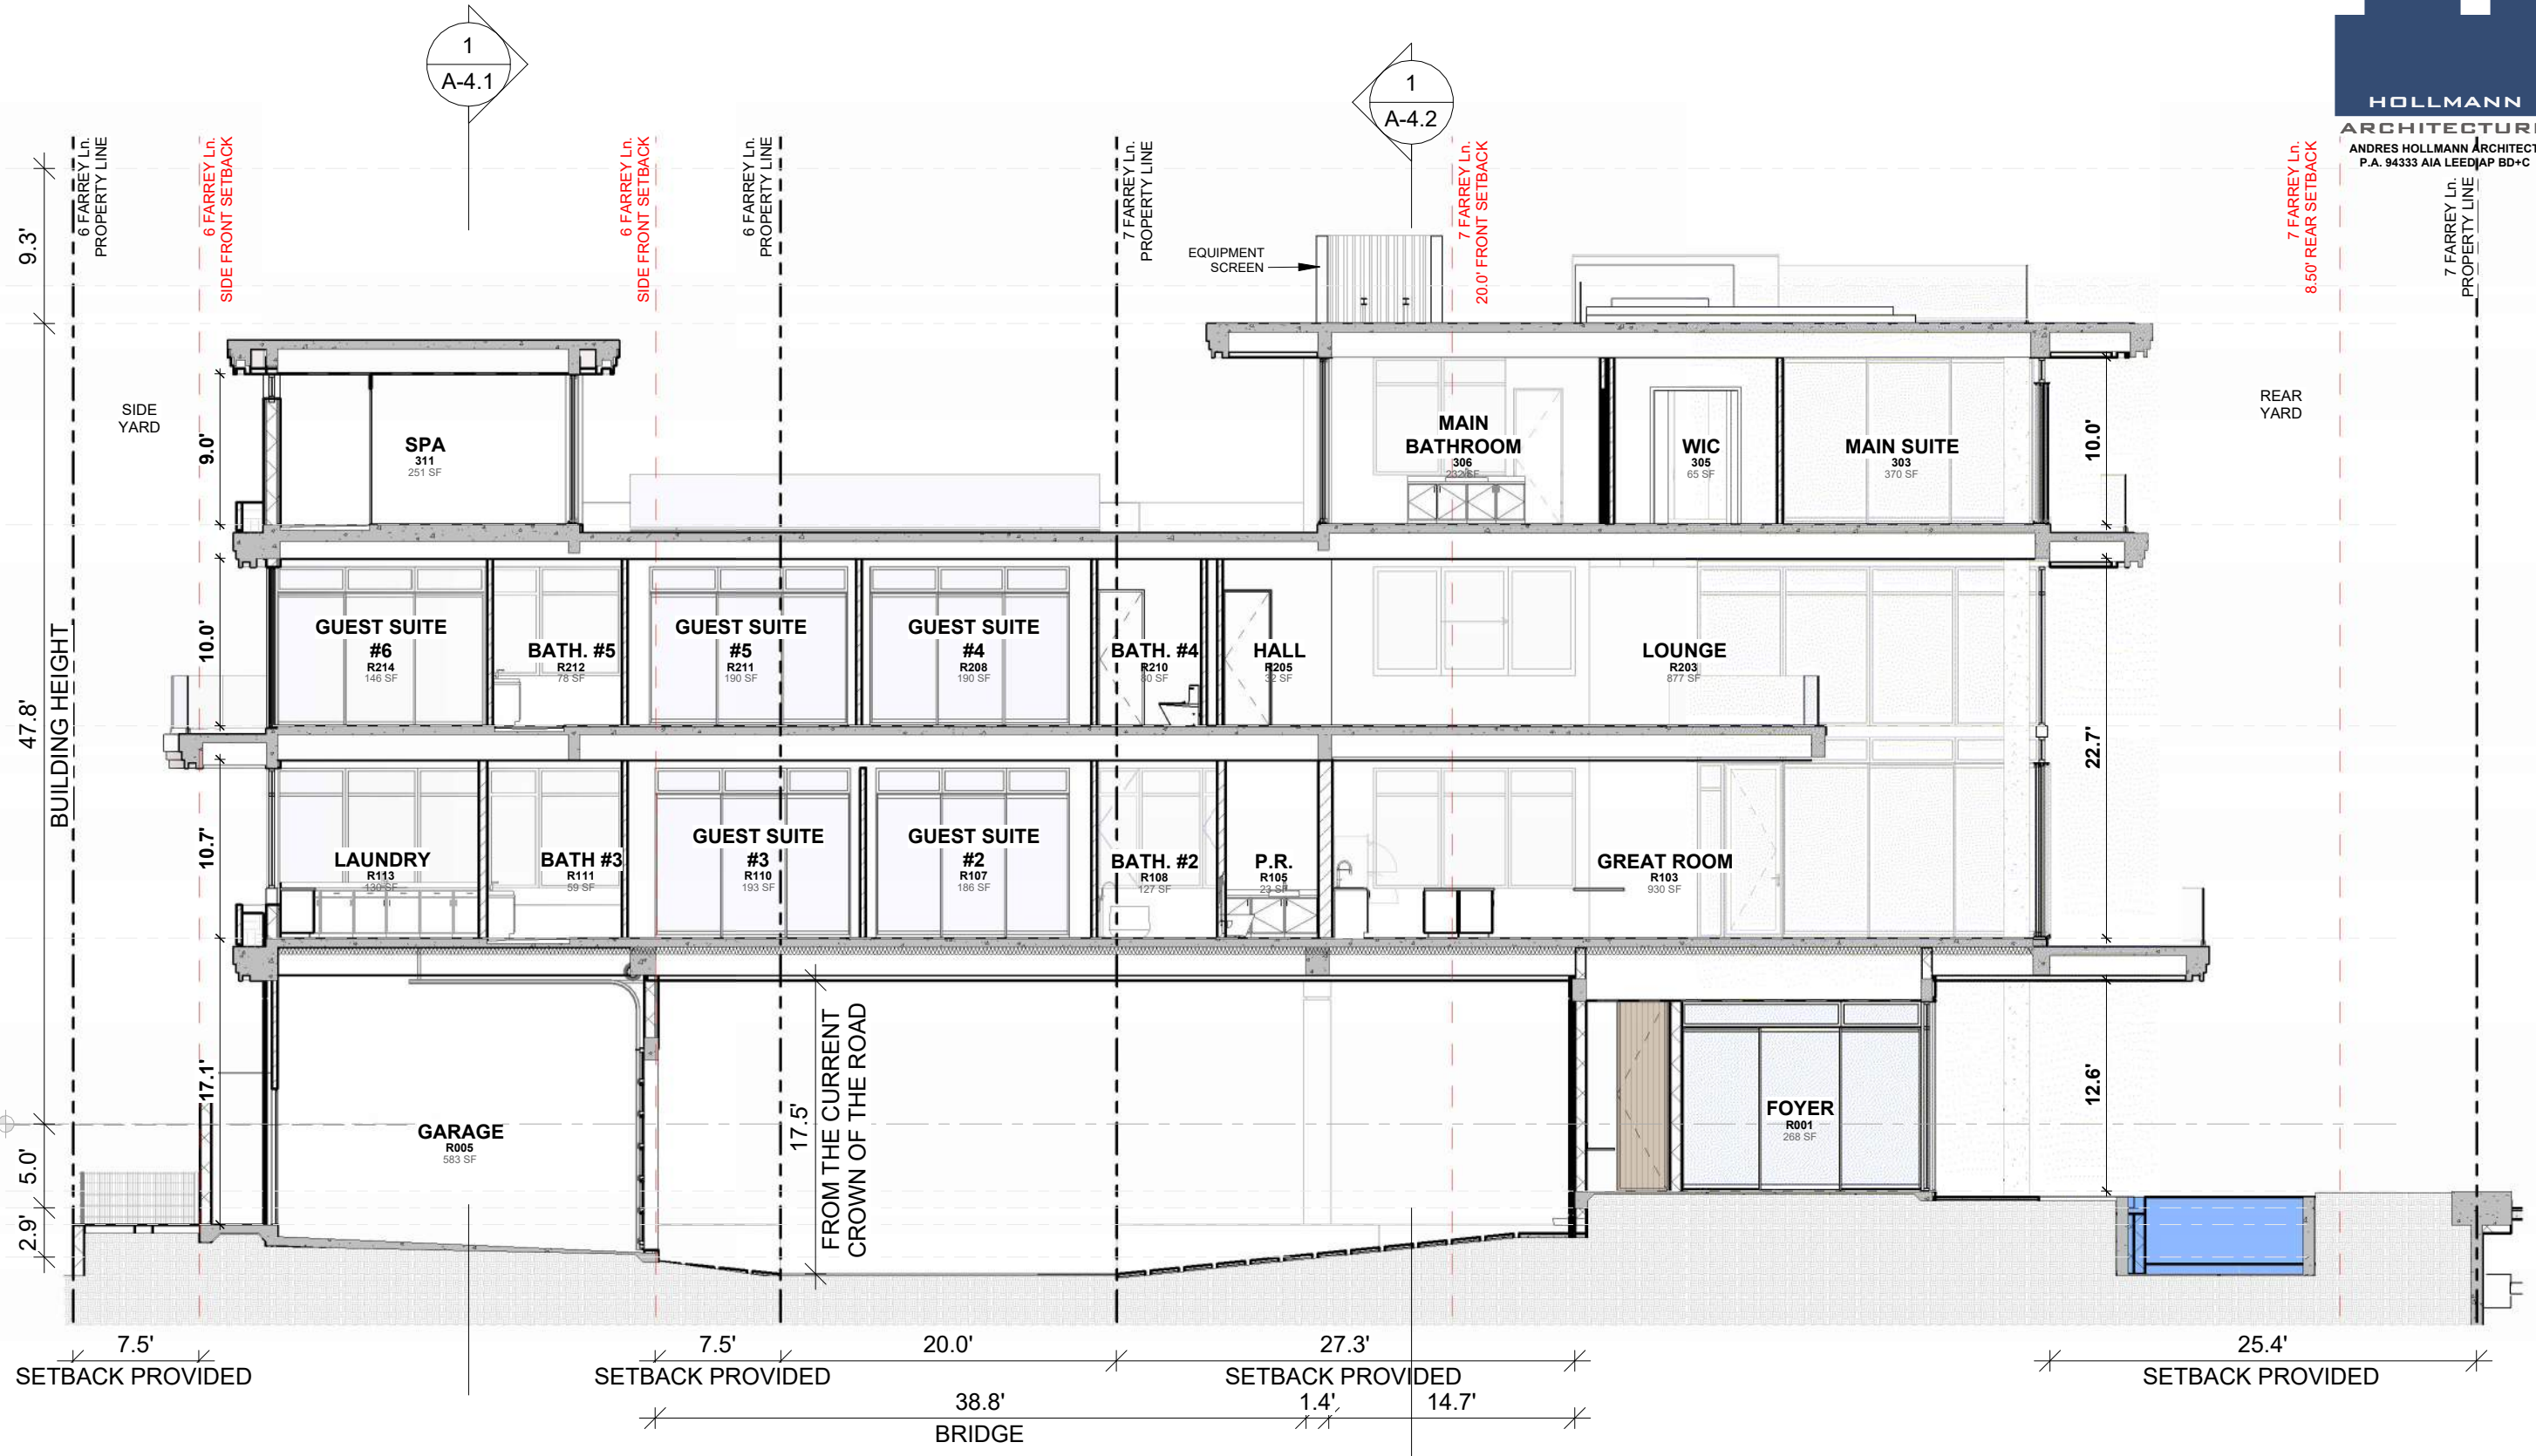 1
A-4.1
1
A-4.2
HOLLMANN
ARCHITECTURE
ANDRES HOLLMANN ARCHITECT
P.A. 94333 AIA LEED AP BD+C
6 FARREY Ln.
PROPERTY LINE
6 FARREY Ln.
SIDE FRONT SETBACK
6 FARREY Ln.
SIDE FRONT SETBACK
6 FARREY Ln.
PROPERTY LINE
7 FARREY Ln.
PROPERTY LINE
7 FARREY Ln.
20.0' FRONT SETBACK
7 FARREY Ln.
8.50' REAR SETBACK
7 FARREY Ln.
PROPERTY LINE
9.3'
EQUIPMENT
SCREEN
SIDE
YARD
9.0'
SPA
311
251 SF
MAIN
BATHROOM
306
232 SF
WIC
305
65 SF
MAIN SUITE
303
370 SF
10.0'
REAR
YARD
47.8'
BUILDING HEIGHT
10.0'
GUEST SUITE
#6
R214
146 SF
BATH. #5
R212
78 SF
GUEST SUITE
#5
R211
190 SF
GUEST SUITE
#4
R208
190 SF
BATH. #4
R210
80 SF
HALL
R205
32 SF
LOUNGE
R203
877 SF
22.7'
10.7'
LAUNDRY
R113
130 SF
BATH #3
R111
59 SF
GUEST SUITE
#3
R110
193 SF
GUEST SUITE
#2
R107
186 SF
BATH. #2
R108
127 SF
P.R.
R105
23 SF
GREAT ROOM
R103
930 SF
17.1'
GARAGE
R005
583 SF
17.5'
FROM THE CURRENT
CROWN OF THE ROAD
FOYER
R001
268 SF
12.6'
5.0'
2.9'
7.5'
SETBACK PROVIDED
7.5'
SETBACK PROVIDED
20.0'
27.3'
SETBACK PROVIDED
25.4'
SETBACK PROVIDED
38.8'
BRIDGE
1.4'
14.7'